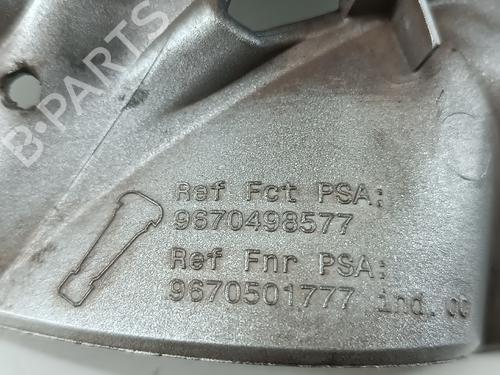 B-PARTS
Ref Fct PSA:
9670498577
Ref Fnr PSA:
9670501777 ind.00